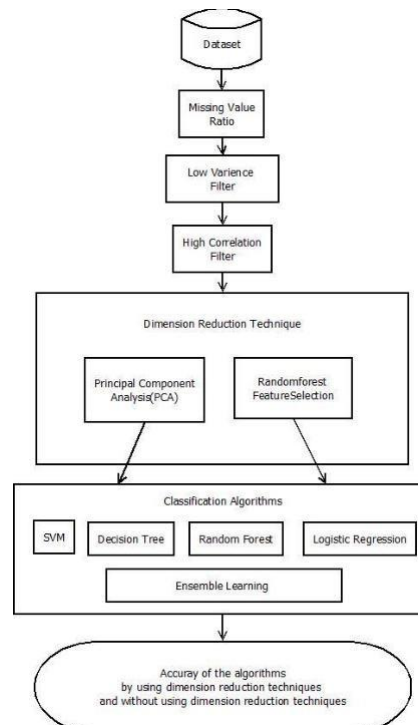 Dataset
Missing Value
Ratio
Low Varience
Filter
High Correlation
Filter
Dimension Reduction Technique
Principal Component
Analysis(PCA)
Randomforest
FeatureSelection
Classification Algorithms
SVM
Decision Tree
Random Forest
Logistic Regression
Ensemble Learning
Accuray of the algorithms
by using dimension reduction techniques
and without using dimension reduction techniques